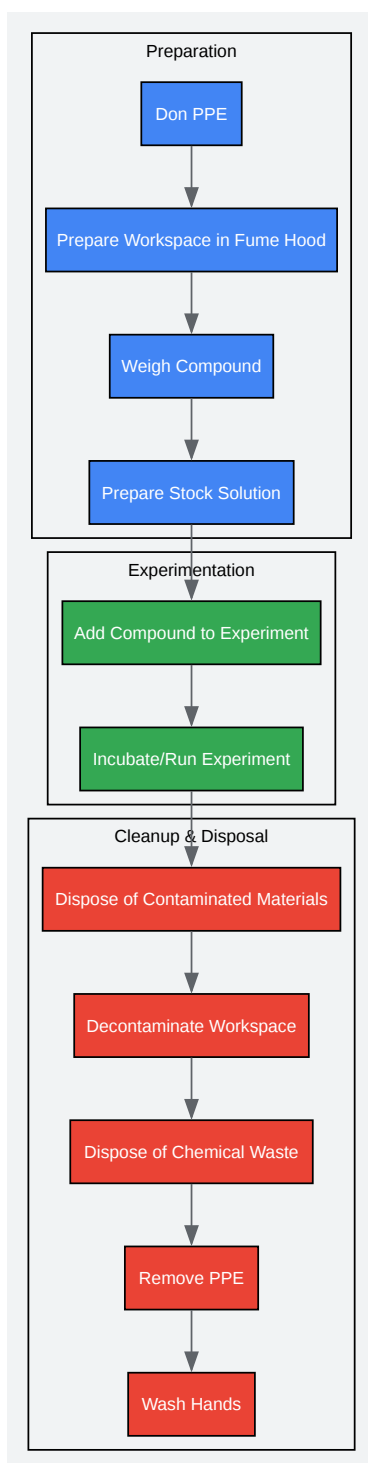 Preparation
Don PPE
Prepare Workspace in Fume Hood
Weigh Compound
Prepare Stock Solution
Experimentation
Add Compound to Experiment
Incubate/Run Experiment
Cleanup & Disposal
Dispose of Contaminated Materials
Decontaminate Workspace
Dispose of Chemical Waste
Remove PPE
Wash Hands